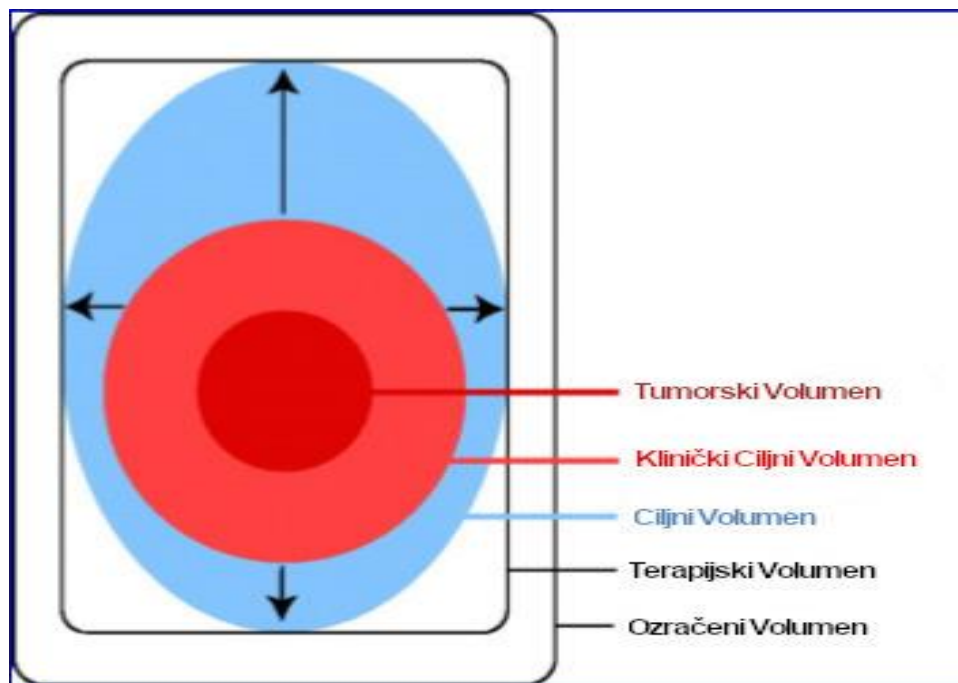 Tumorski Volumen
Klinički Ciljni Volumen
Ciljni Volumen
Terapijski Volumen
Ozračeni Volumen